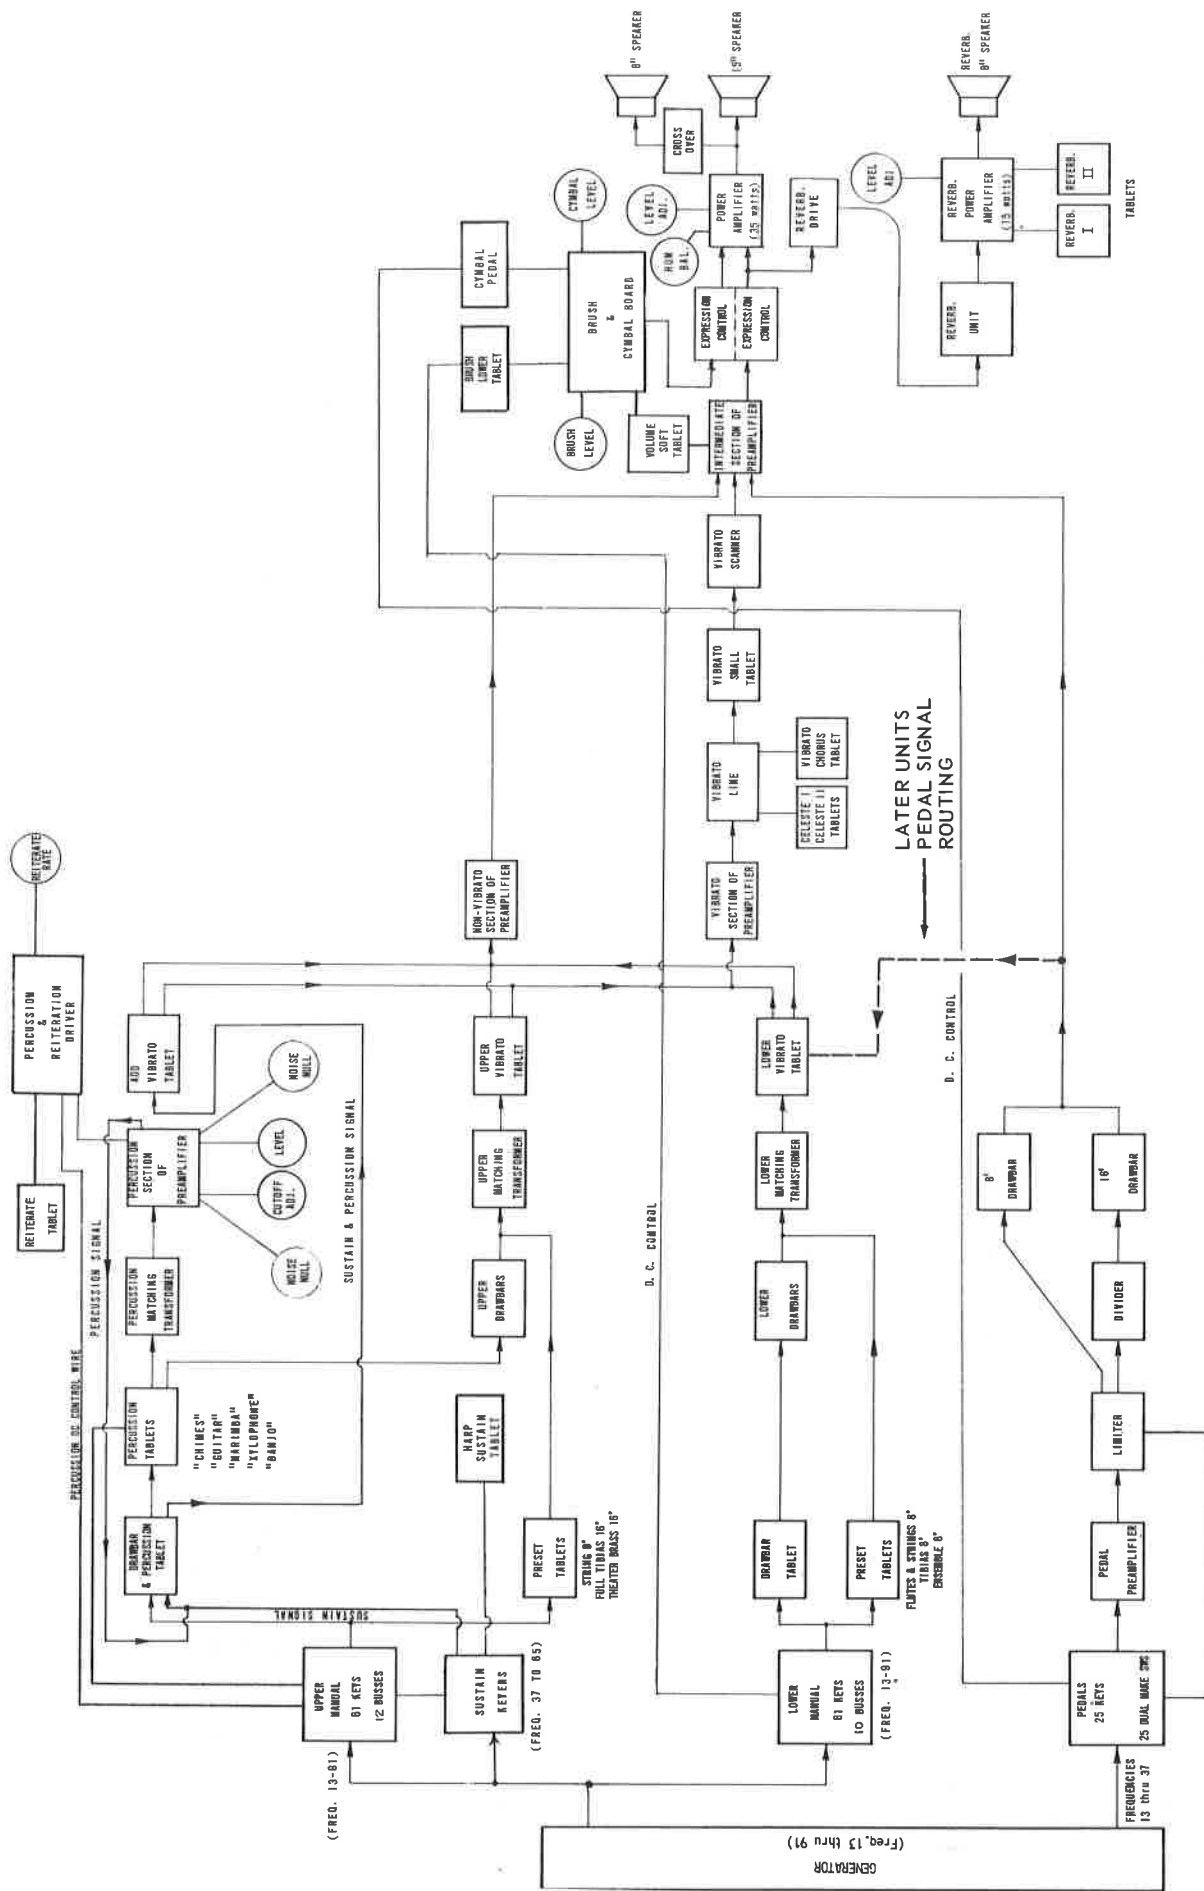 GENERATOR
(Freq. 13 thru 91)
(FREQ. 13-81)
UPPER
MANUAL
61 KEYS
12 BUSSES
SUSTAIN
KEYERS
(FREQ. 37 TO 65)
LOWER
MANUAL
61 KEYS
10 BUSSES
(FREQ. 13-91)
FREQUENCIES
13 thru 37
PEDALS
25 KEYS
25 DUAL MAKE SWS
SUSTAIN SIGNAL
DRAWBAR
& PERCUSSION
TABLET
PRESET
TABLETS
STRING 8'
FULL TIBIAS 16'
THEATER BRASS 16'
DRAWBAR
TABLET
PRESET
TABLETS
FLUTES & STRINGS 8'
TIBIAS 8'
ENSEMBLE 8'
PEDAL
PREAMPLIFIER
PERCUSSION DC CONTROL WIRE
PERCUSSION SIGNAL
PERCUSSION
TABLETS
"CHIMES"
"GUITAR"
"MARIMBA"
"XYLOPHONE"
"BANJO"
HARP
SUSTAIN
TABLET
LIMITER
PERCUSSION
MATCHING
TRANSFORMER
UPPER
DRAWBARS
LOWER
DRAWBARS
DIVIDER
REITERATE
TABLET
PERCUSSION
SECTION
OF
PREAMPLIFIER
NOISE
NULL
CUTOFF
ADJ.
LEVEL
NOISE
NULL
SUSTAIN & PERCUSSION SIGNAL
UPPER
MATCHING
TRANSFORMER
D. C. CONTROL
LOWER
MATCHING
TRANSFORMER
8'
DRAWBAR
16'
DRAWBAR
PERCUSSION
&
REITERATION
DRIVER
REITERATE
RATE
ADD
VIBRATO
TABLET
UPPER
VIBRATO
TABLET
LOWER
VIBRATO
TABLET
D. C. CONTROL
NON-VIBRATO
SECTION OF
PREAMPLIFIER
VIBRATO
SECTION OF
PREAMPLIFIER
LATER UNITS
PEDAL SIGNAL
ROUTING
VIBRATO
LINE
CELESTE I
CELESTE II
TABLETS
VIBRATO
CHORUS
TABLET
VIBRATO
SMALL
TABLET
VIBRATO
SCANNER
BRUSH
LOWER
TABLET
CYMBAL
PEDAL
BRUSH
LEVEL
BRUSH
&
CYMBAL BOARD
CYMBAL
LEVEL
VOLUME
SOFT
TABLET
INTERMEDIATE
SECTION OF
PREAMPLIFIER
EXPRESSION
CONTROL
EXPRESSION
CONTROL
HUM
BAL.
LEVEL
ADJ.
POWER
AMPLIFIER
(35 watts)
CROSS
OVER
8" SPEAKER
15" SPEAKER
REVERB.
DRIVE
REVERB.
UNIT
LEVEL
ADJ
REVERB.
POWER
AMPLIFIER
(15 watts)
REVERB.
I
REVERB.
II
TABLETS
REVERB.
8" SPEAKER